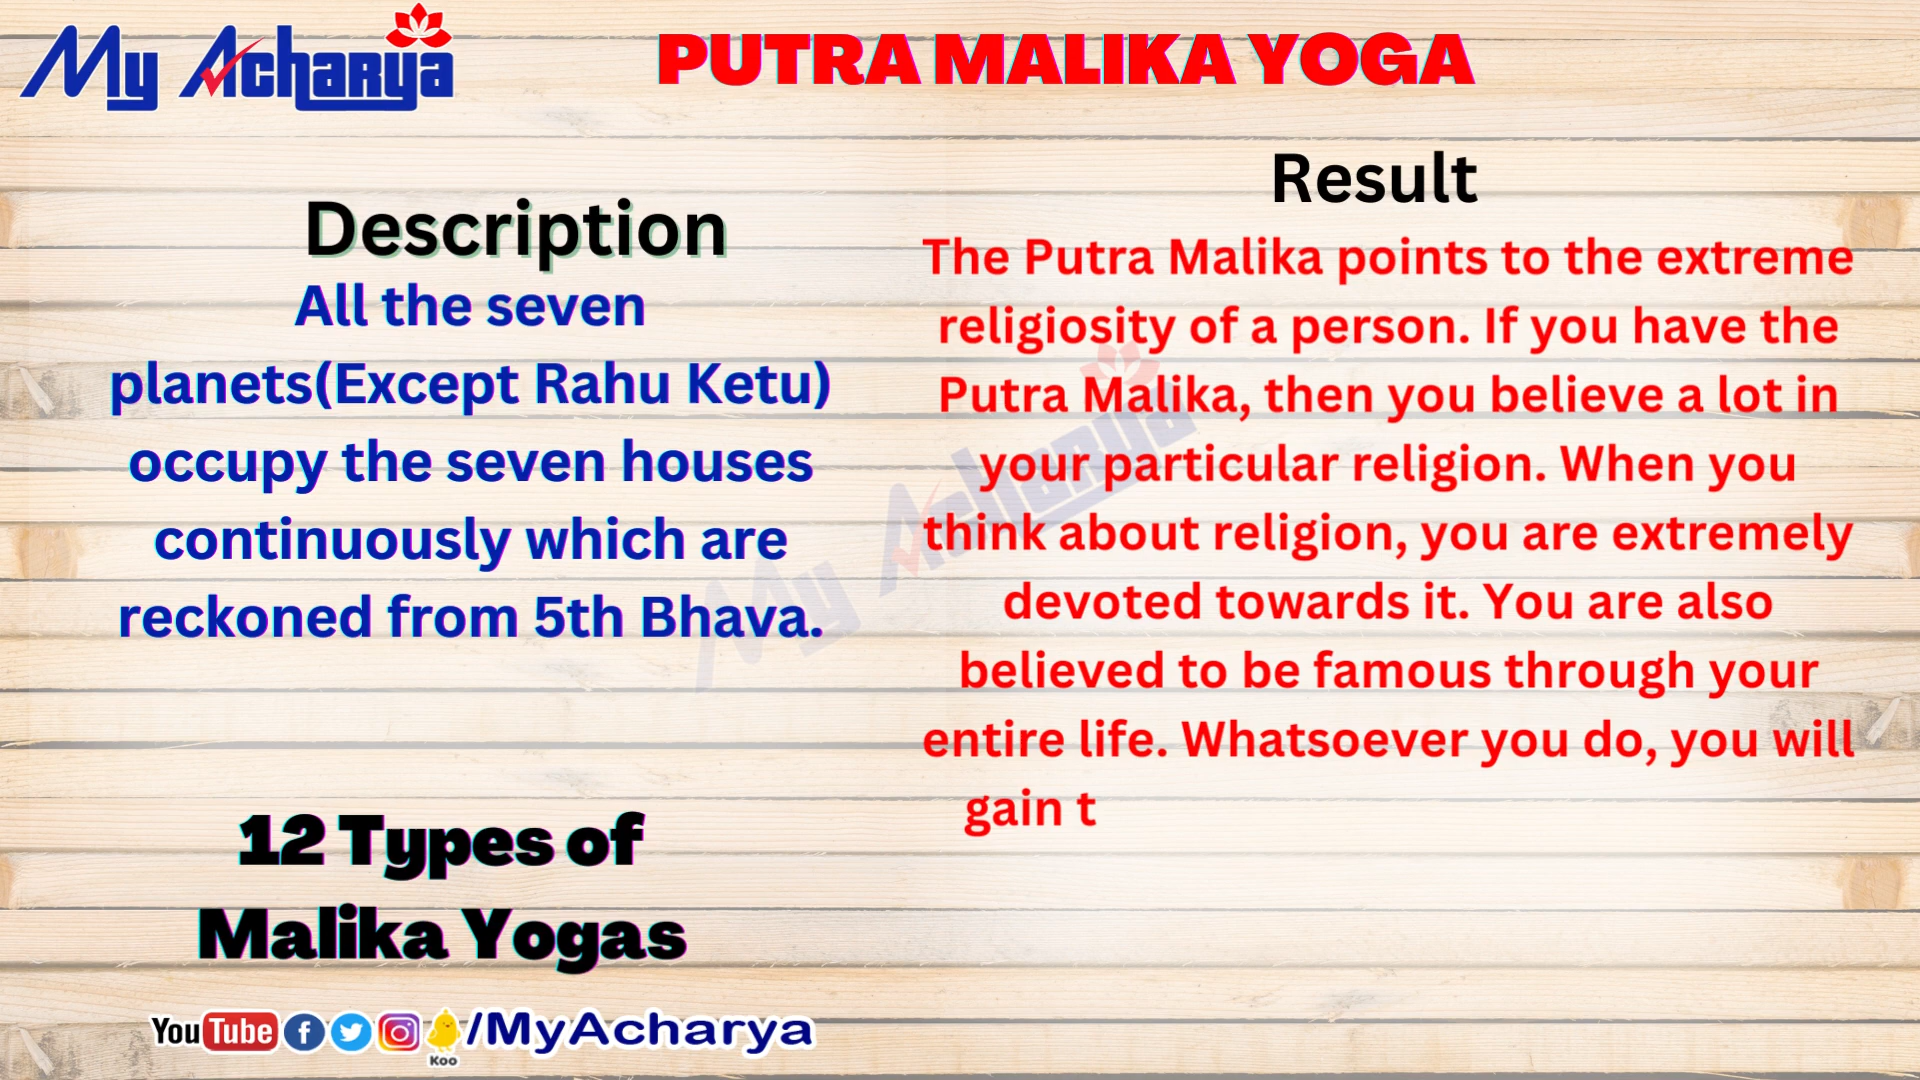 My Acharya
PUTRA MALIKA YOGA
Description
All the seven
planets(Except Rahu Ketu)
occupy the seven houses
continuously which are
reckoned from 5th Bhava.
Result
The Putra Malika points to the extreme
religiosity of a person. If you have the
Putra Malika, then you believe a lot in
your particular religion. When you
think about religion, you are extremely
devoted towards it. You are also
believed to be famous through your
entire life. Whatsoever you do, you will
gain t
My Acharya
12 Types of
Malika Yogas
YouTube /MyAcharya
Koo